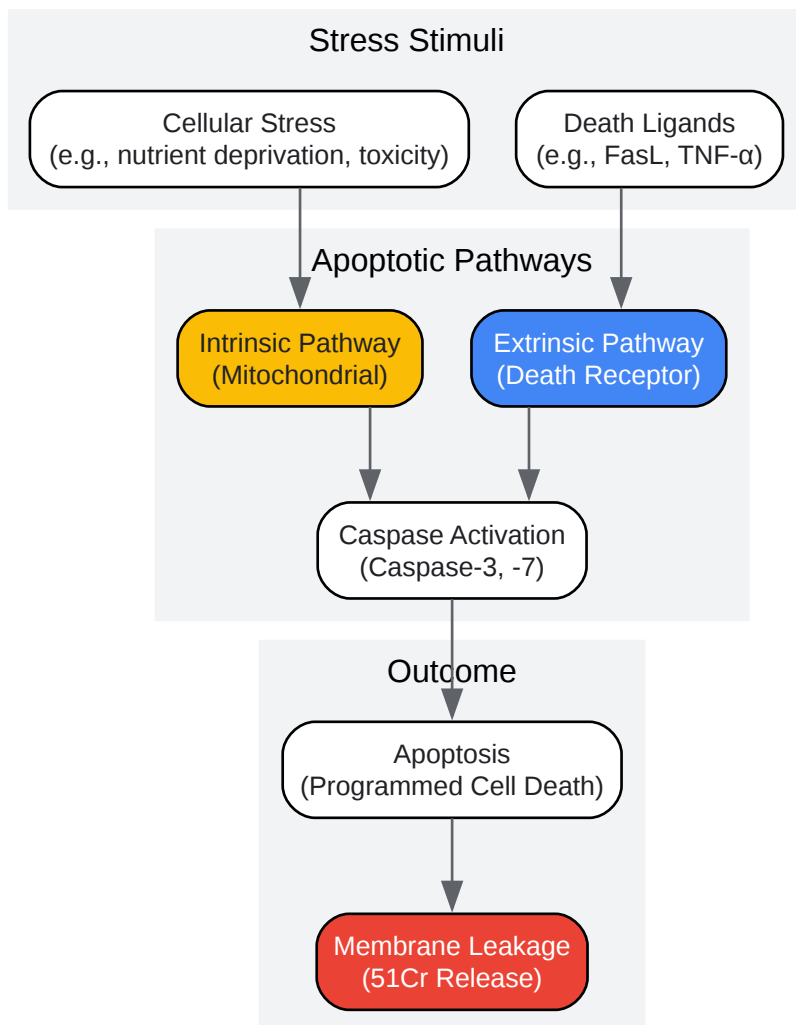 Stress Stimuli
Cellular Stress
(e.g., nutrient deprivation, toxicity)
Death Ligands
(e.g., FasL, TNF-α)
Apoptotic Pathways
Intrinsic Pathway
(Mitochondrial)
Extrinsic Pathway
(Death Receptor)
Caspase Activation
(Caspase-3, -7)
Outcome
Apoptosis
(Programmed Cell Death)
Membrane Leakage
(51Cr Release)